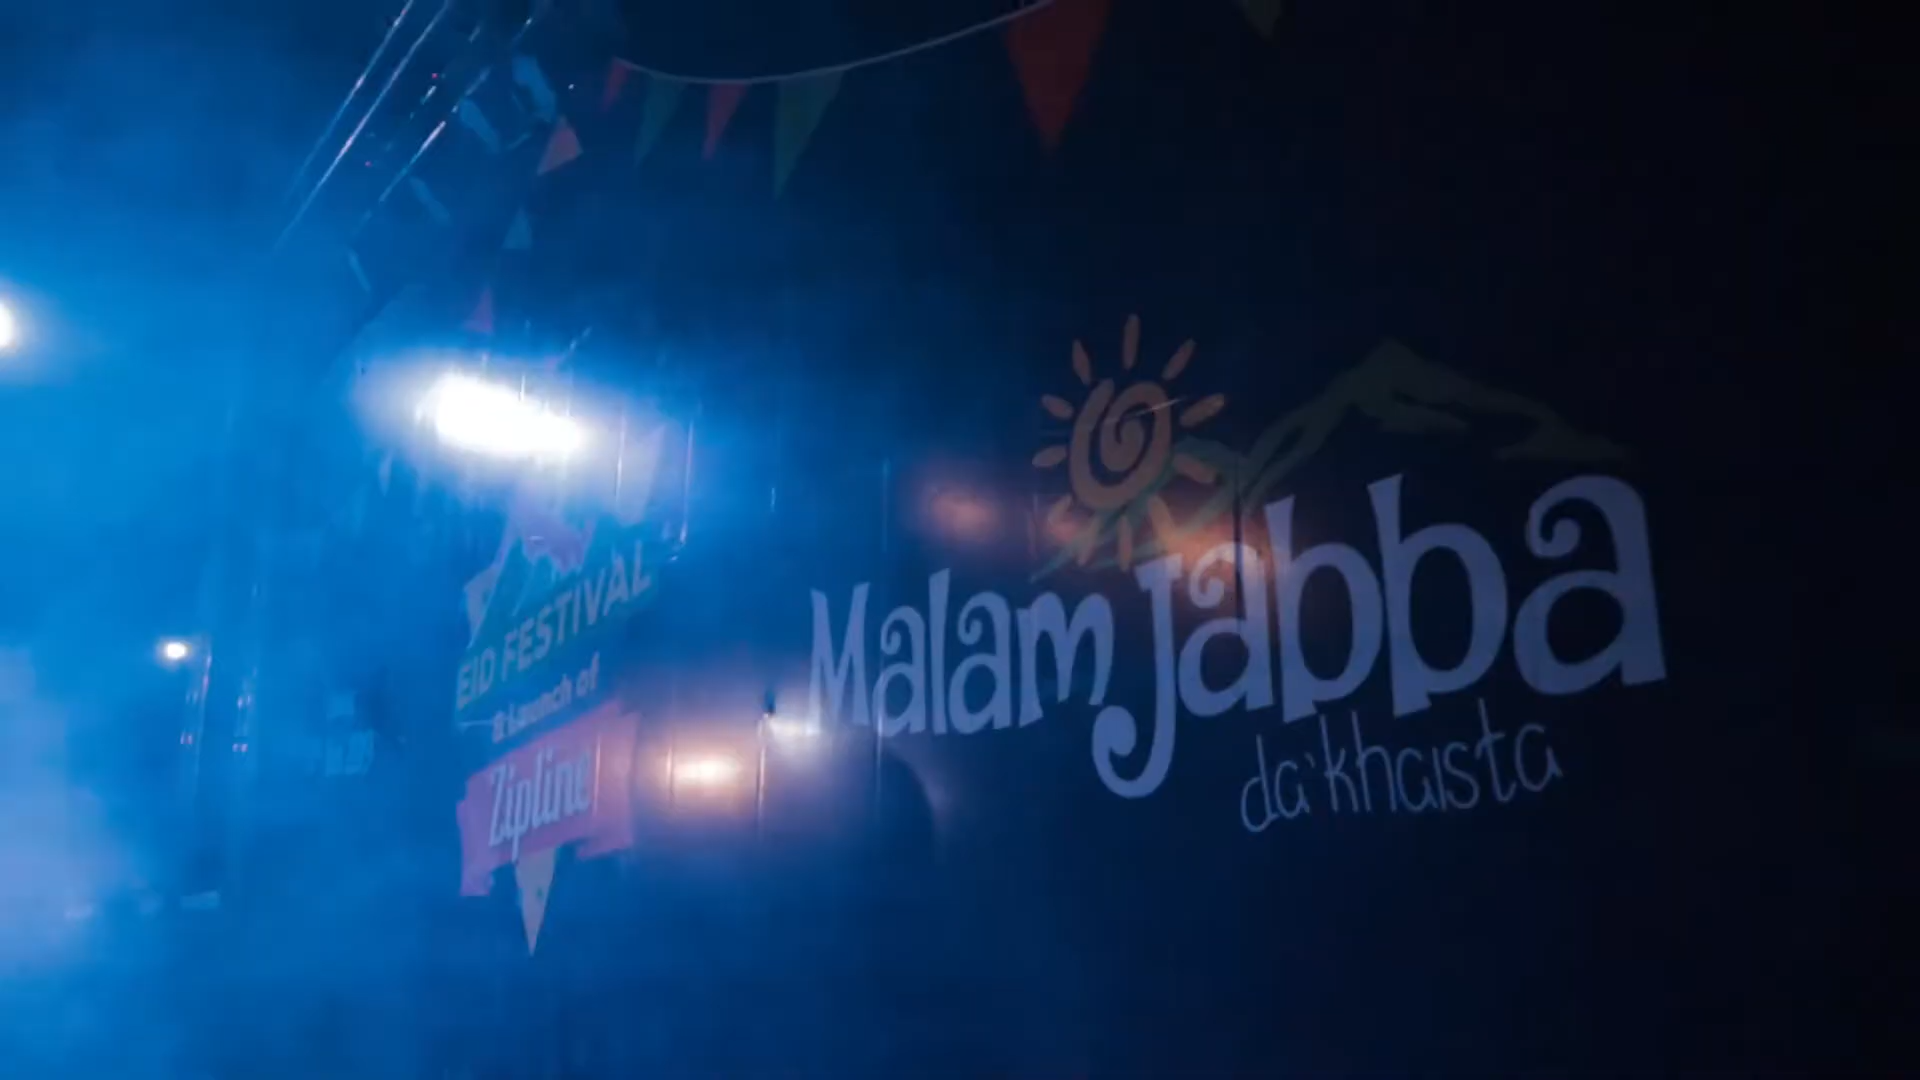 EID FESTIVAL
& Launch of
Zipline
Malam Jabba
da'khaista